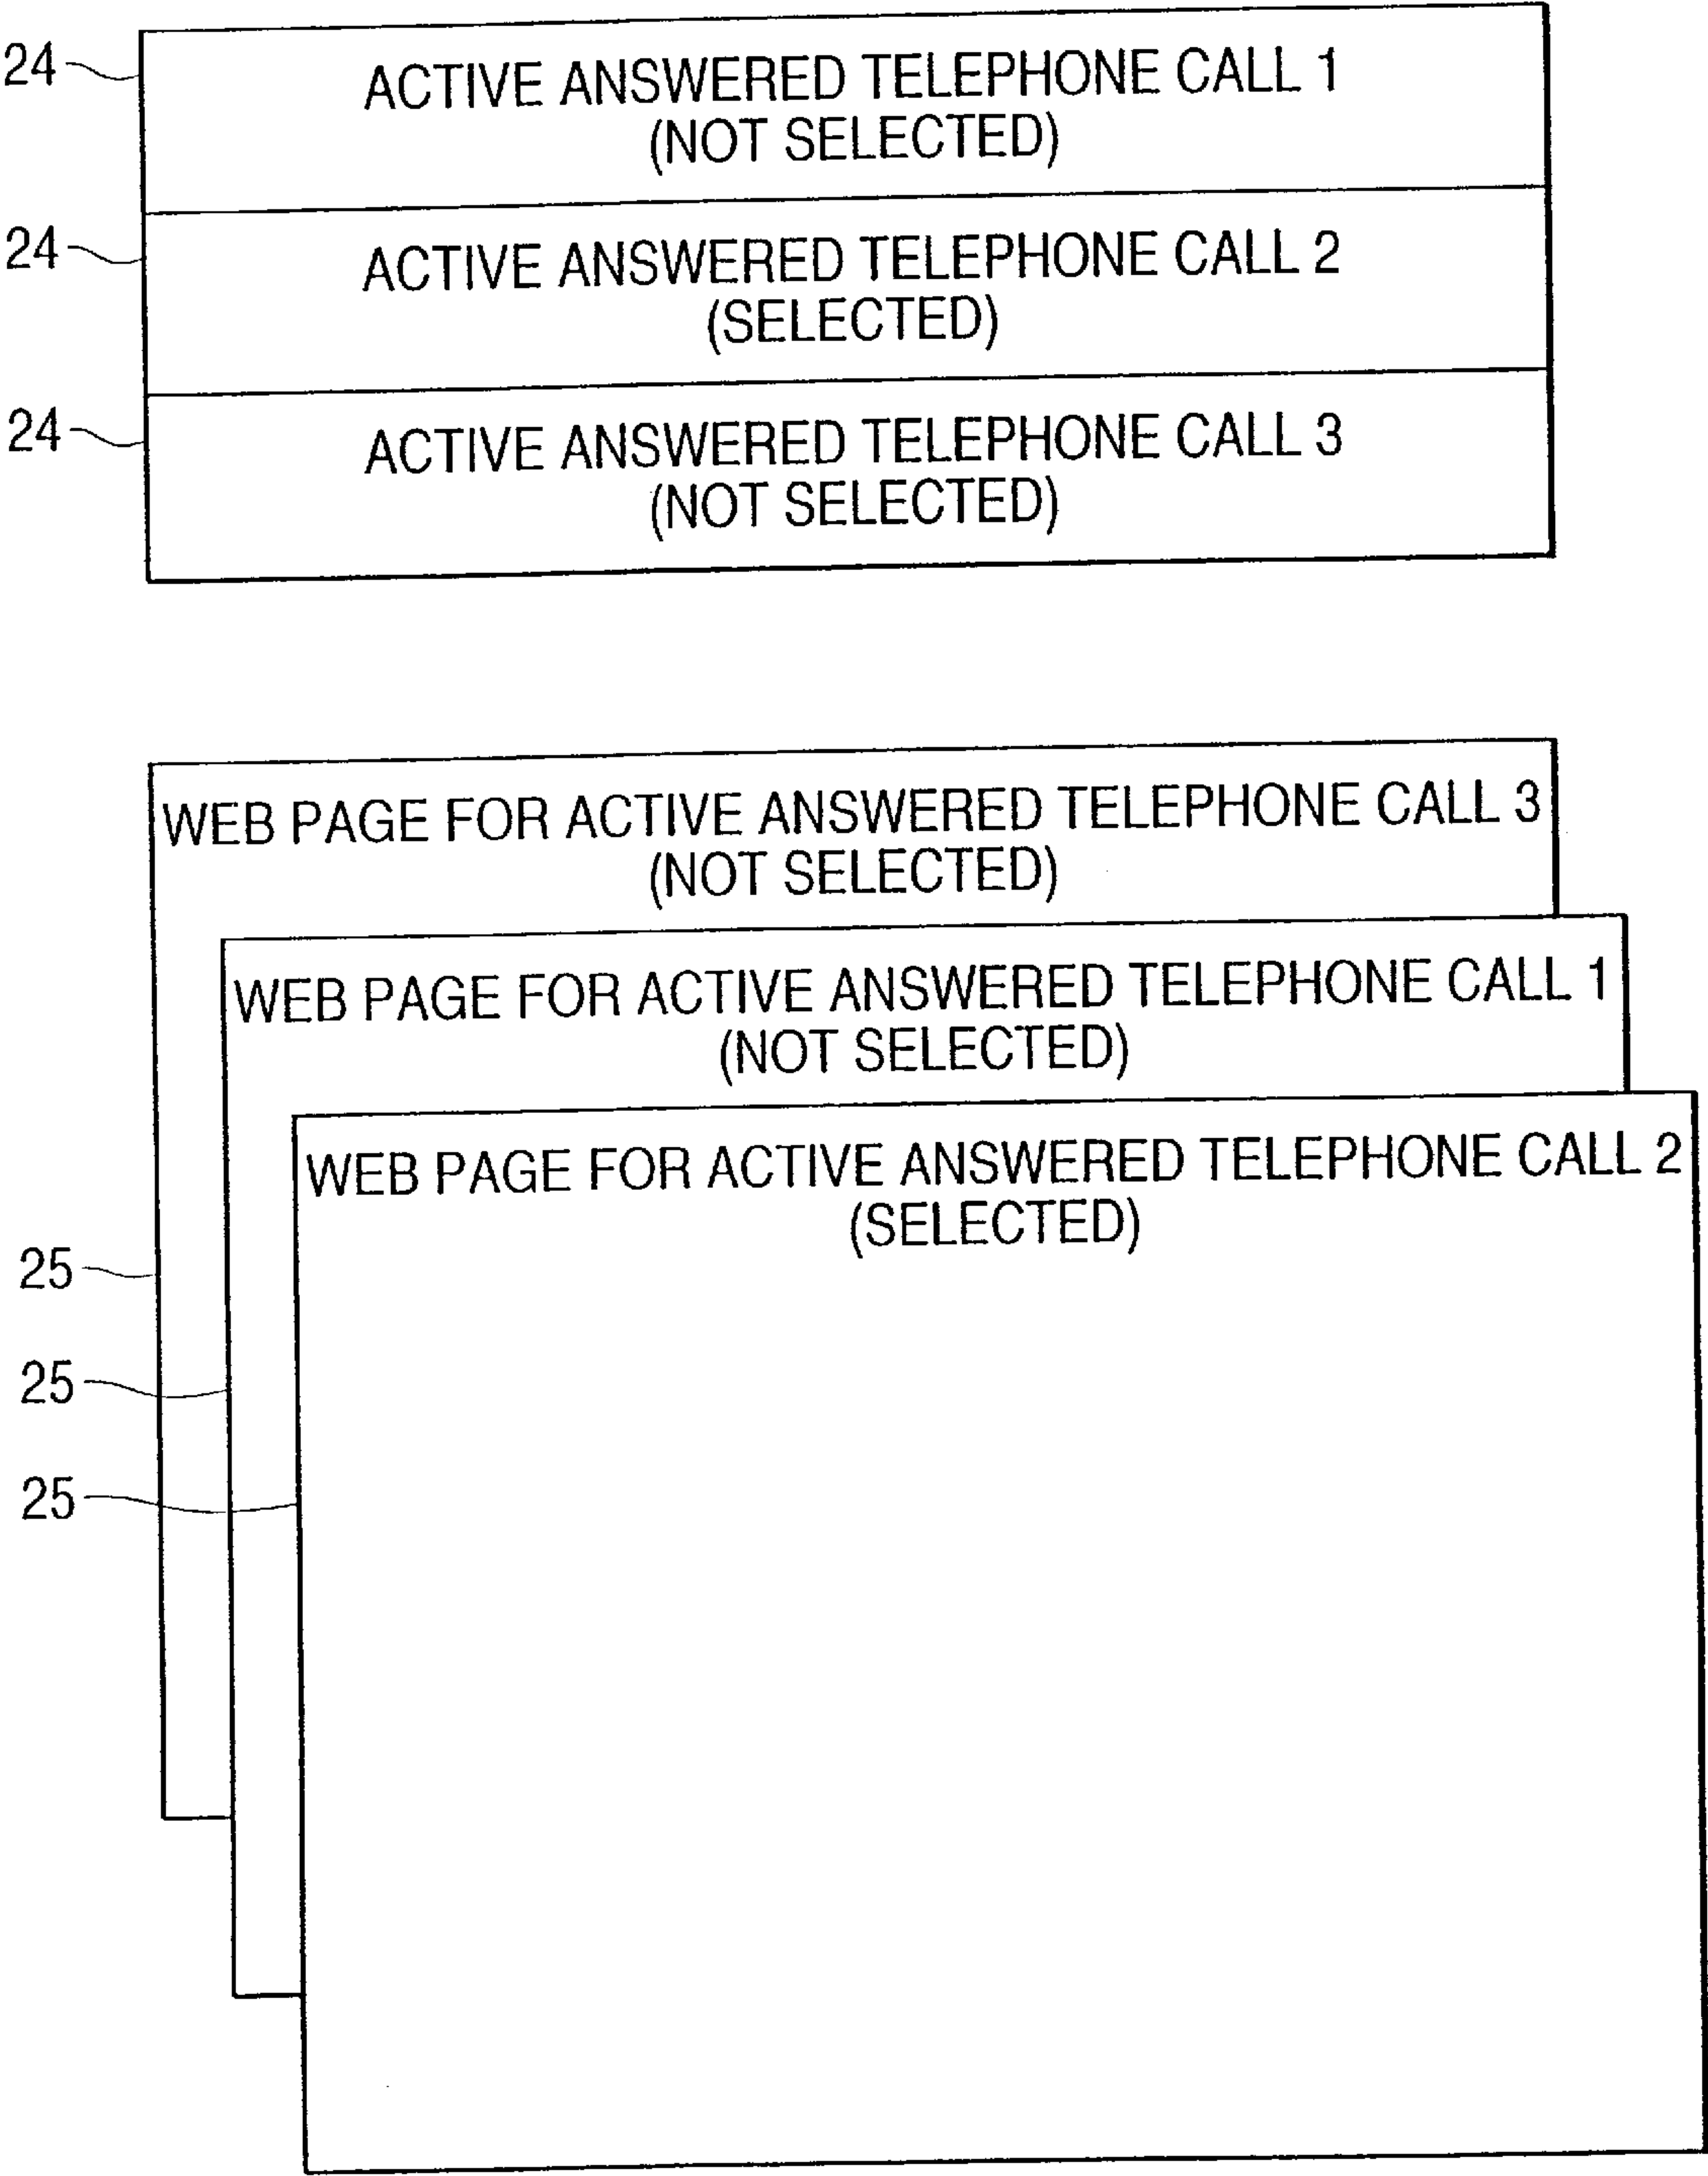 24
ACTIVE ANSWERED TELEPHONE CALL 1
(NOT SELECTED)
24
ACTIVE ANSWERED TELEPHONE CALL 2
(SELECTED)
24
ACTIVE ANSWERED TELEPHONE CALL 3
(NOT SELECTED)
WEB PAGE FOR ACTIVE ANSWERED TELEPHONE CALL 3
(NOT SELECTED)
WEB PAGE FOR ACTIVE ANSWERED TELEPHONE CALL 1
(NOT SELECTED)
WEB PAGE FOR ACTIVE ANSWERED TELEPHONE CALL 2
(SELECTED)
25
25
25